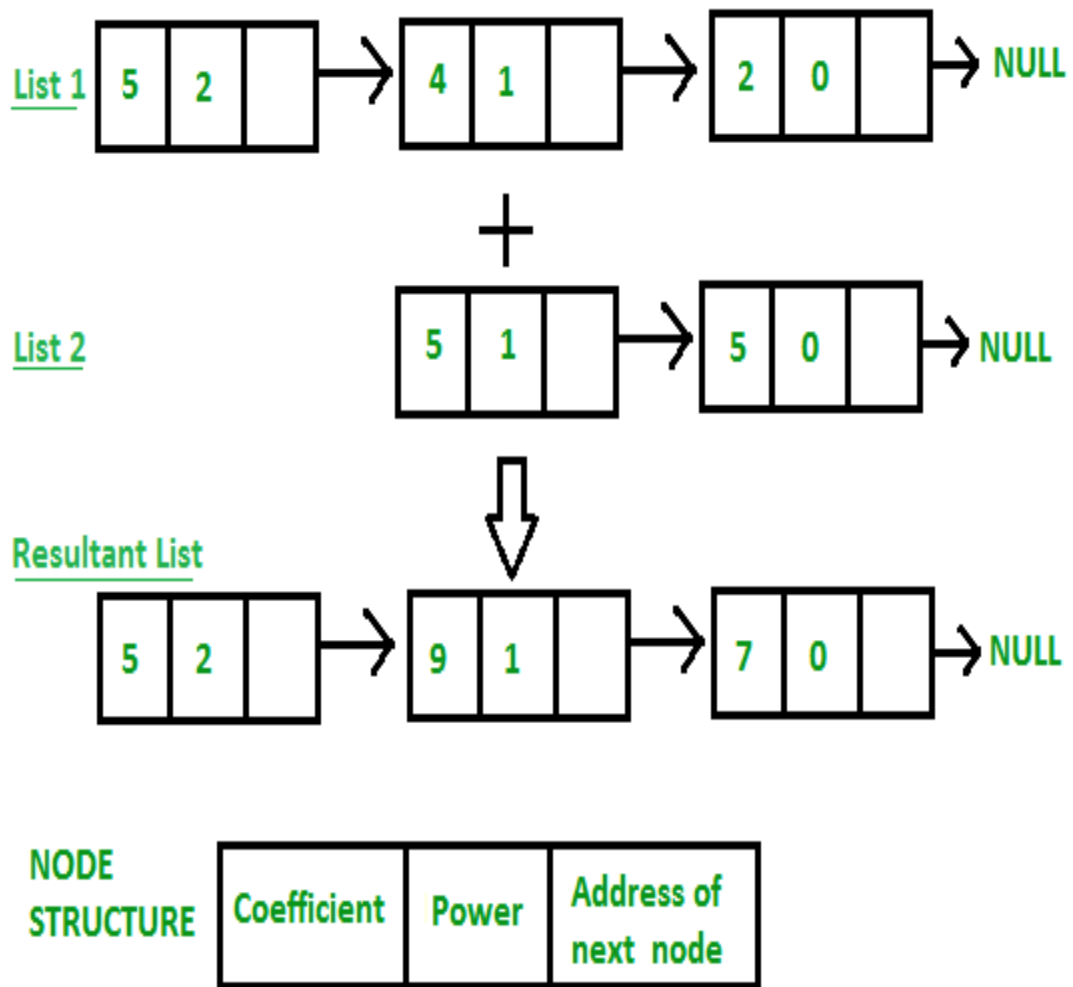 List 1 5 2 4 1 2 0 NULL
+
List 2 5 1 5 0 NULL
Resultant List
5 2 9 1 7 0 NULL
NODE
STRUCTURE
Coefficient Power Address of
next node